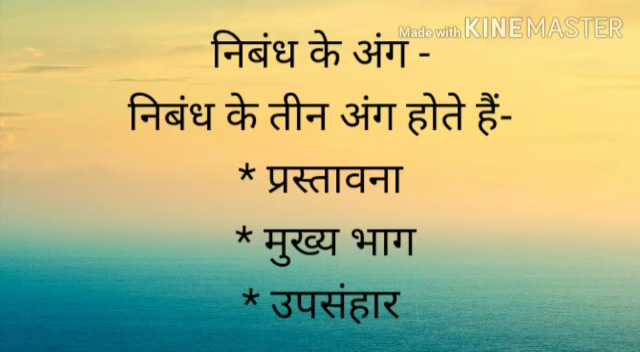 Made with KINEMASTER
निबंध के अंग -
निबंध के तीन अंग होते हैं-
* प्रस्तावना
* मुख्य भाग
* उपसंहार